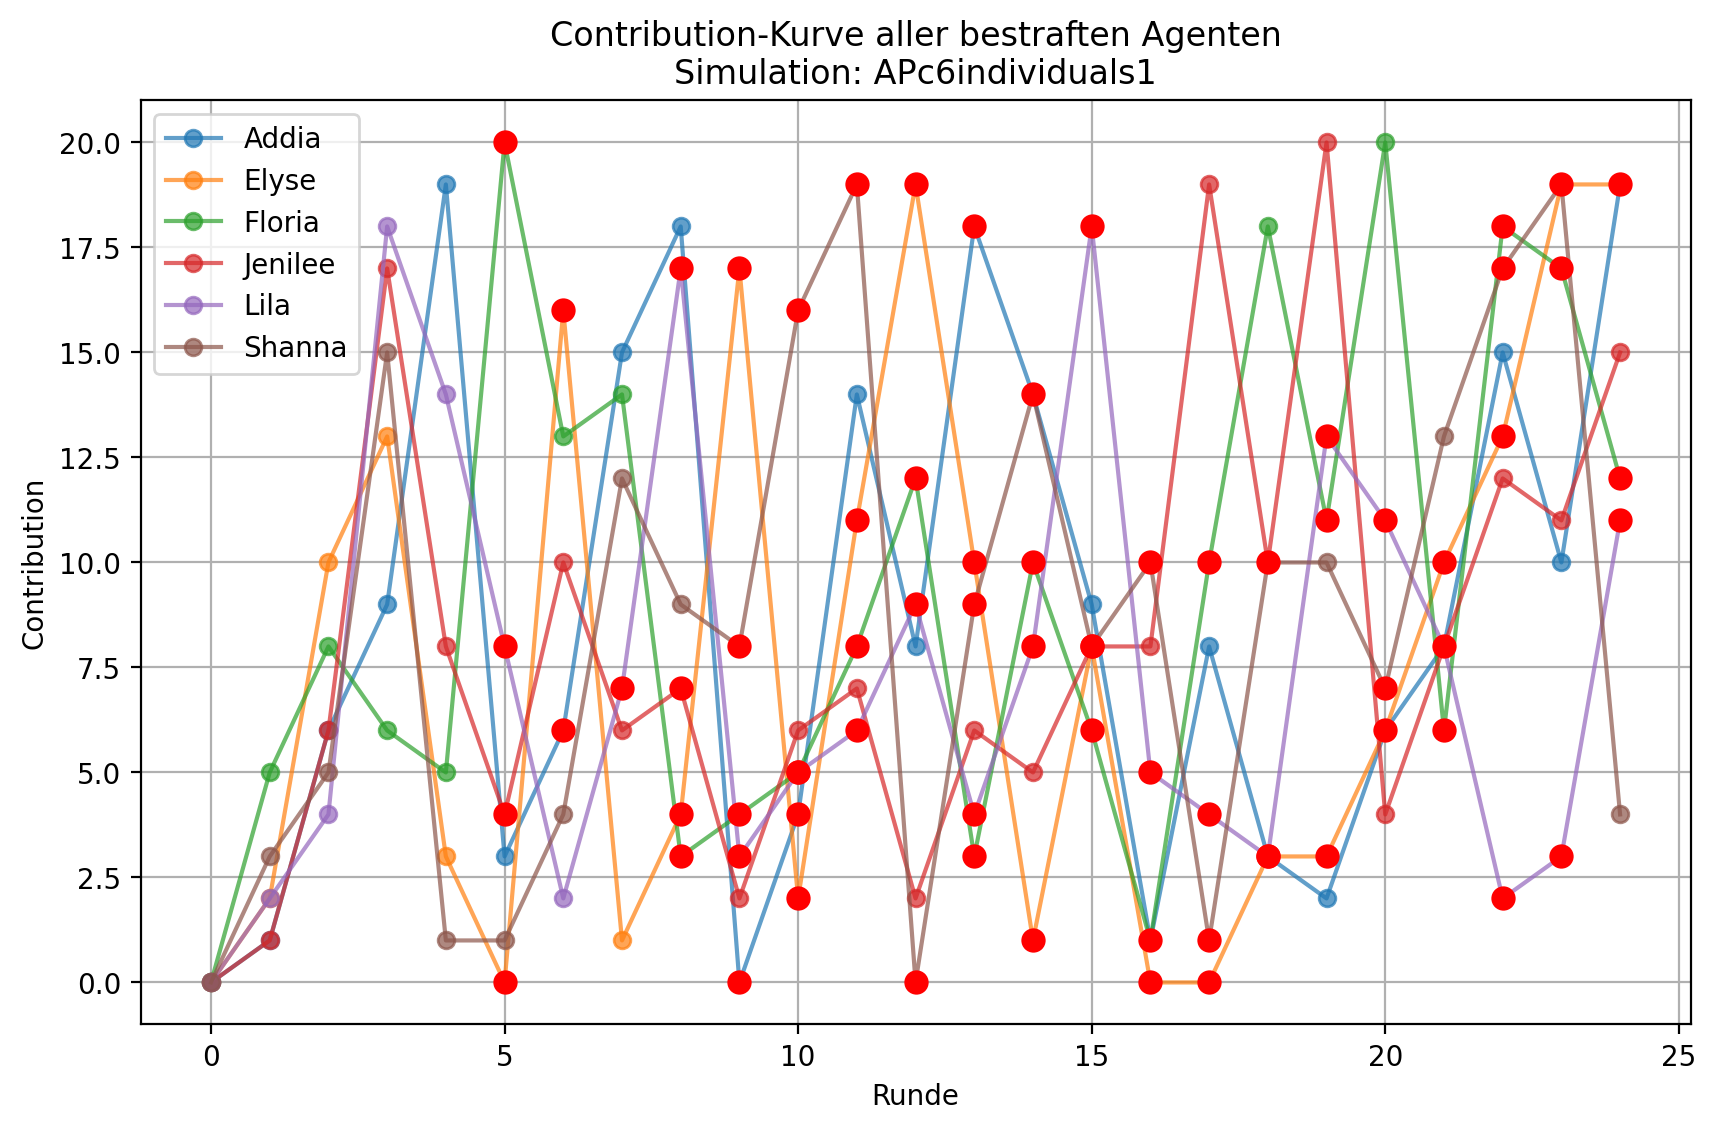 Contribution-Kurve aller bestraften Agenten
Simulation: APc6individuals1
Addia
Elyse
Floria
Jenilee
Lila
Shanna
20.0
17.5
15.0
12.5
10.0
7.5
5.0
2.5
0.0
Contribution
0 5 10 15 20 25
Runde